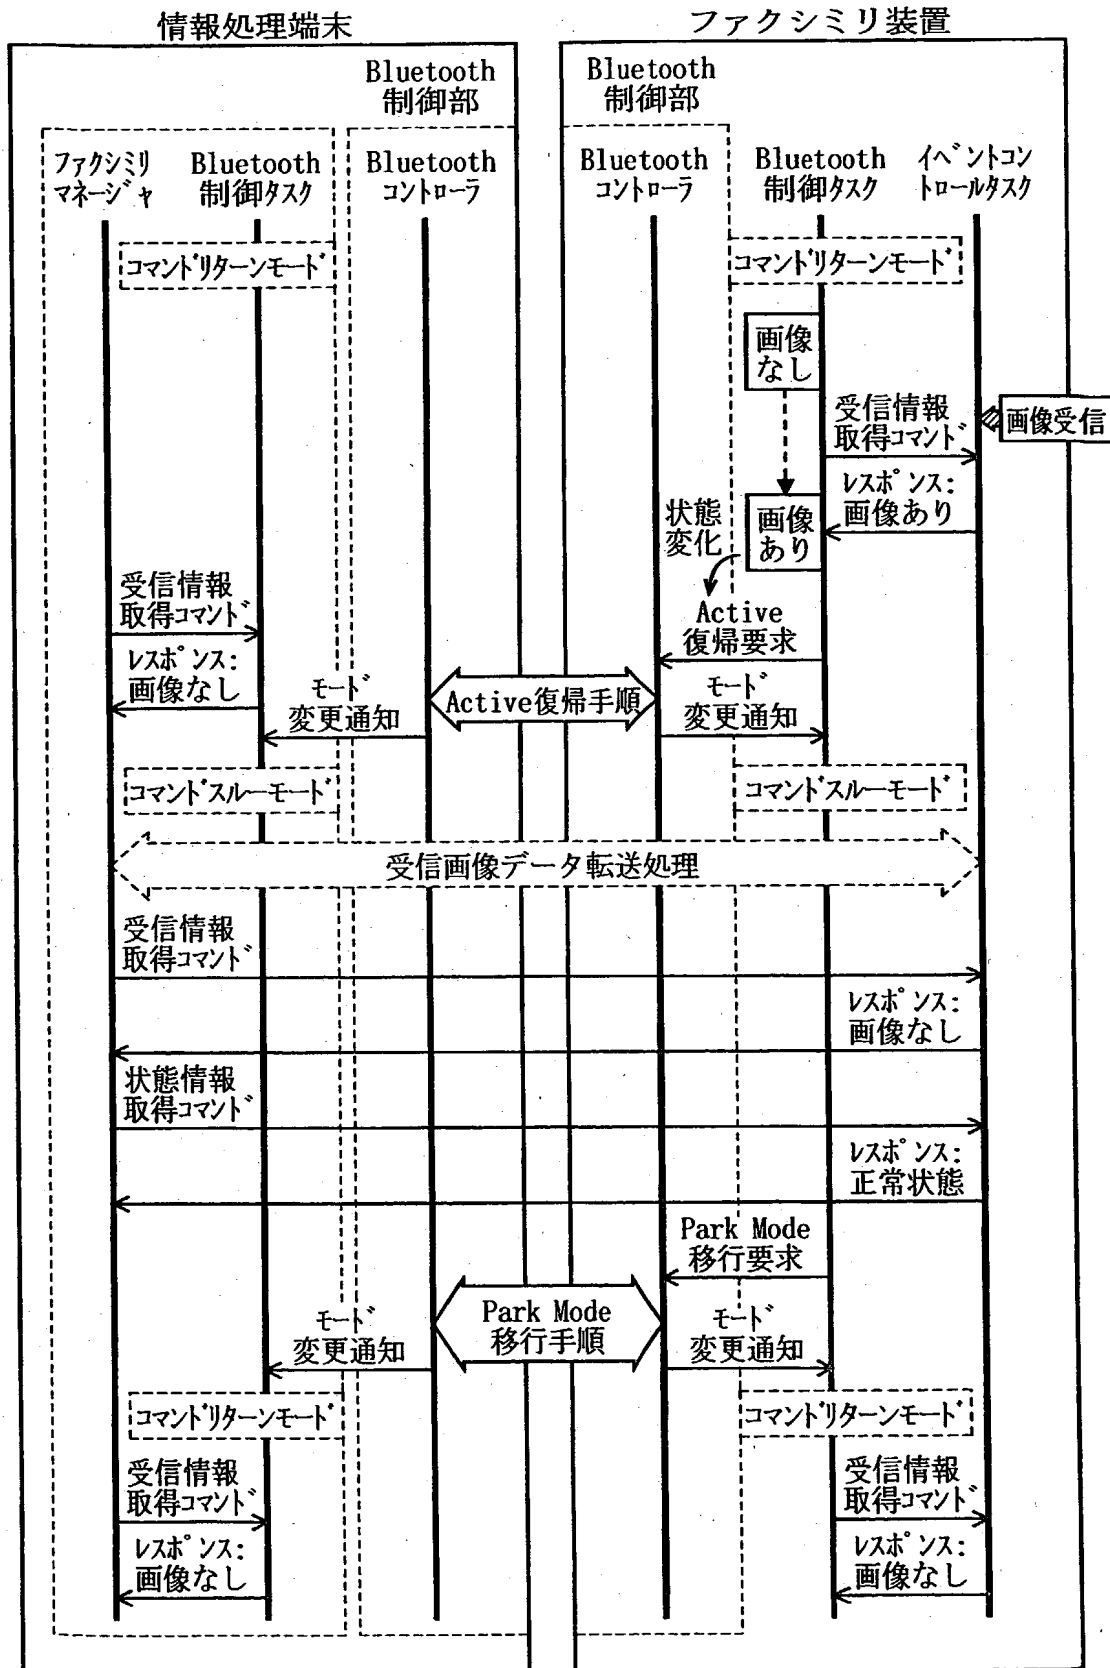 情報処理端末
ファクシミリ装置
Bluetooth
制御部
Bluetooth
制御部
ファクシミリ
マネージャ
Bluetooth
制御タスク
Bluetooth
コントローラ
Bluetooth
コントローラ
Bluetooth
制御タスク
イベントコン
トロールタスク
コマンドリターンモード
コマンドリターンモード
画像
なし
画像受信
受信情報
取得コマンド
レスポンス:
画像あり
画像
あり
状態
変化
受信情報
取得コマンド
Active
復帰要求
レスポンス:
画像なし
Active復帰手順
モード
変更通知
モード
変更通知
コマンドスルーモード
コマンドスルーモード
受信画像データ転送処理
受信情報
取得コマンド
レスポンス:
画像なし
状態情報
取得コマンド
レスポンス:
正常状態
Park Mode
移行要求
Park Mode
移行手順
モード
変更通知
モード
変更通知
コマンドリターンモード
コマンドリターンモード
受信情報
取得コマンド
受信情報
取得コマンド
レスポンス:
画像なし
レスポンス:
画像なし